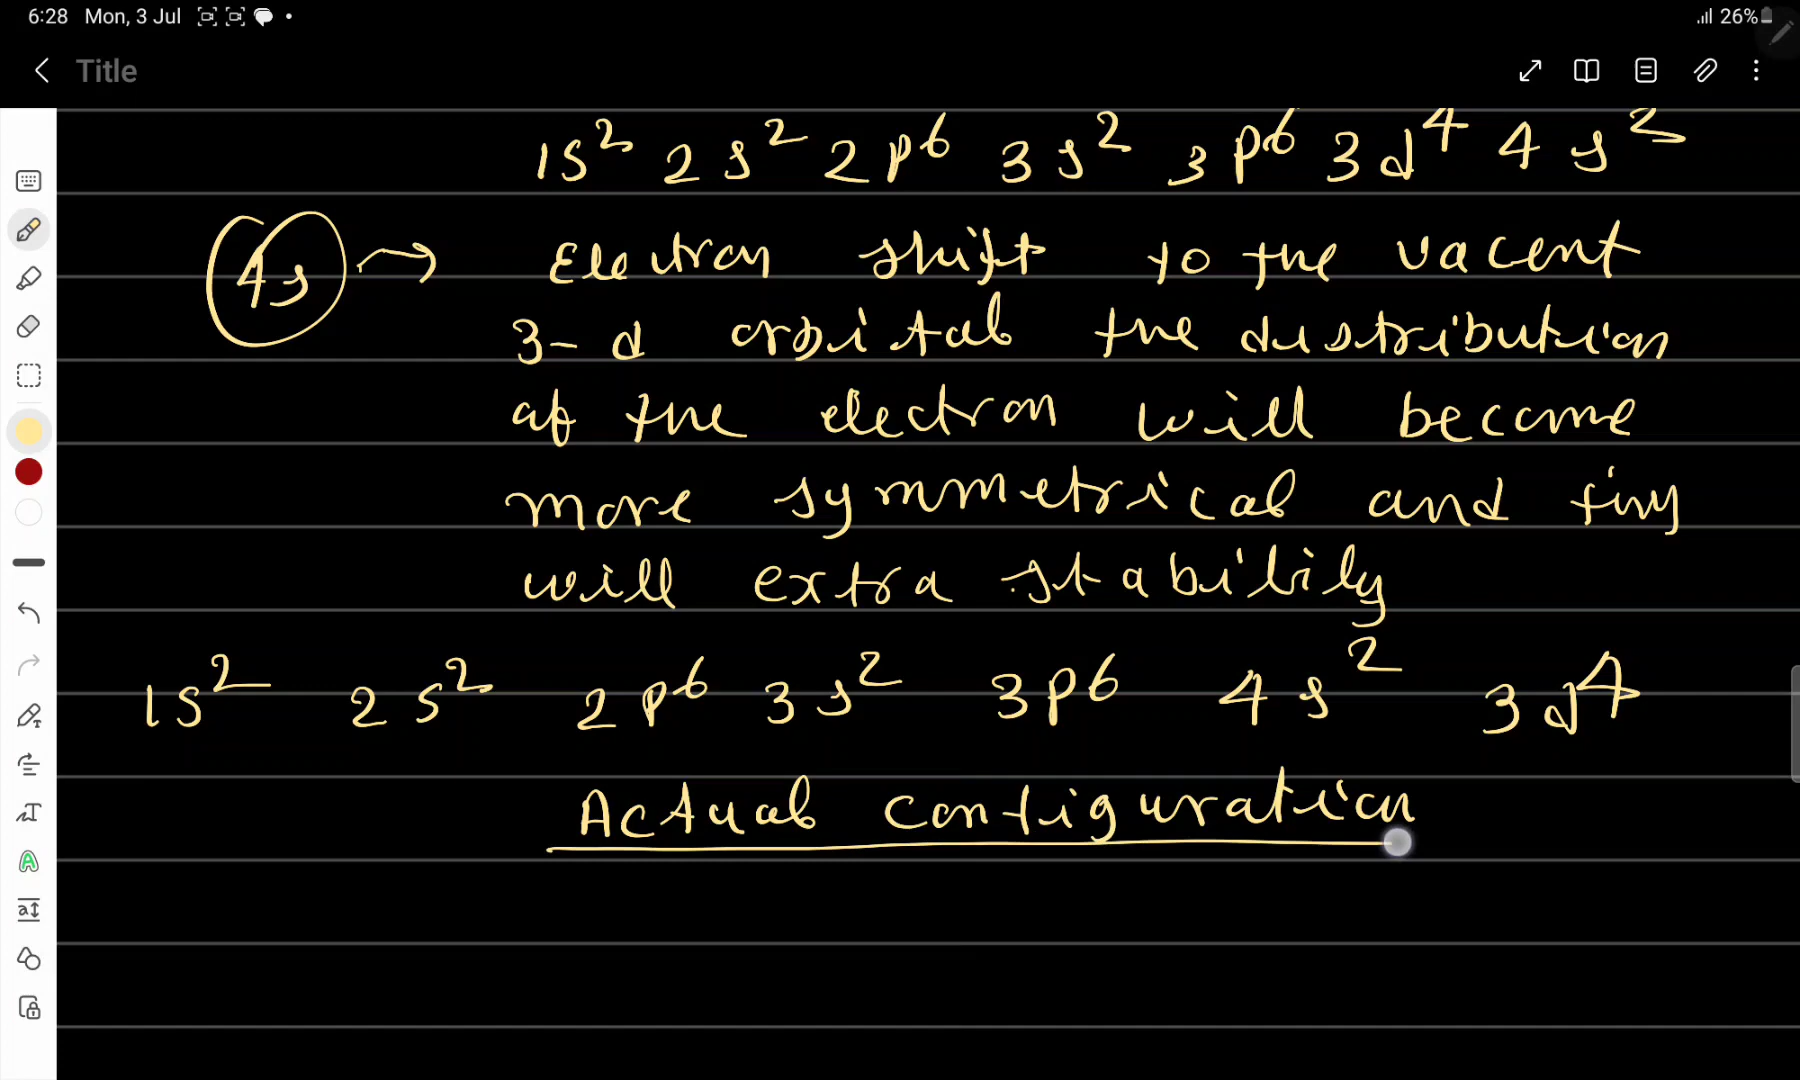 6:28 Mon, 3 Jul 26%
Title
1s² 2s² 2p⁶ 3s² 3p⁶ 3d⁴ 4s²
4s → Electron shift to the vacent
3-d orbital the distribution
of the electron will become
more symmetrical and tiny
will extra stability
1s² 2s² 2p⁶ 3s² 3p⁶ 4s² 3d⁴
Actual configuration